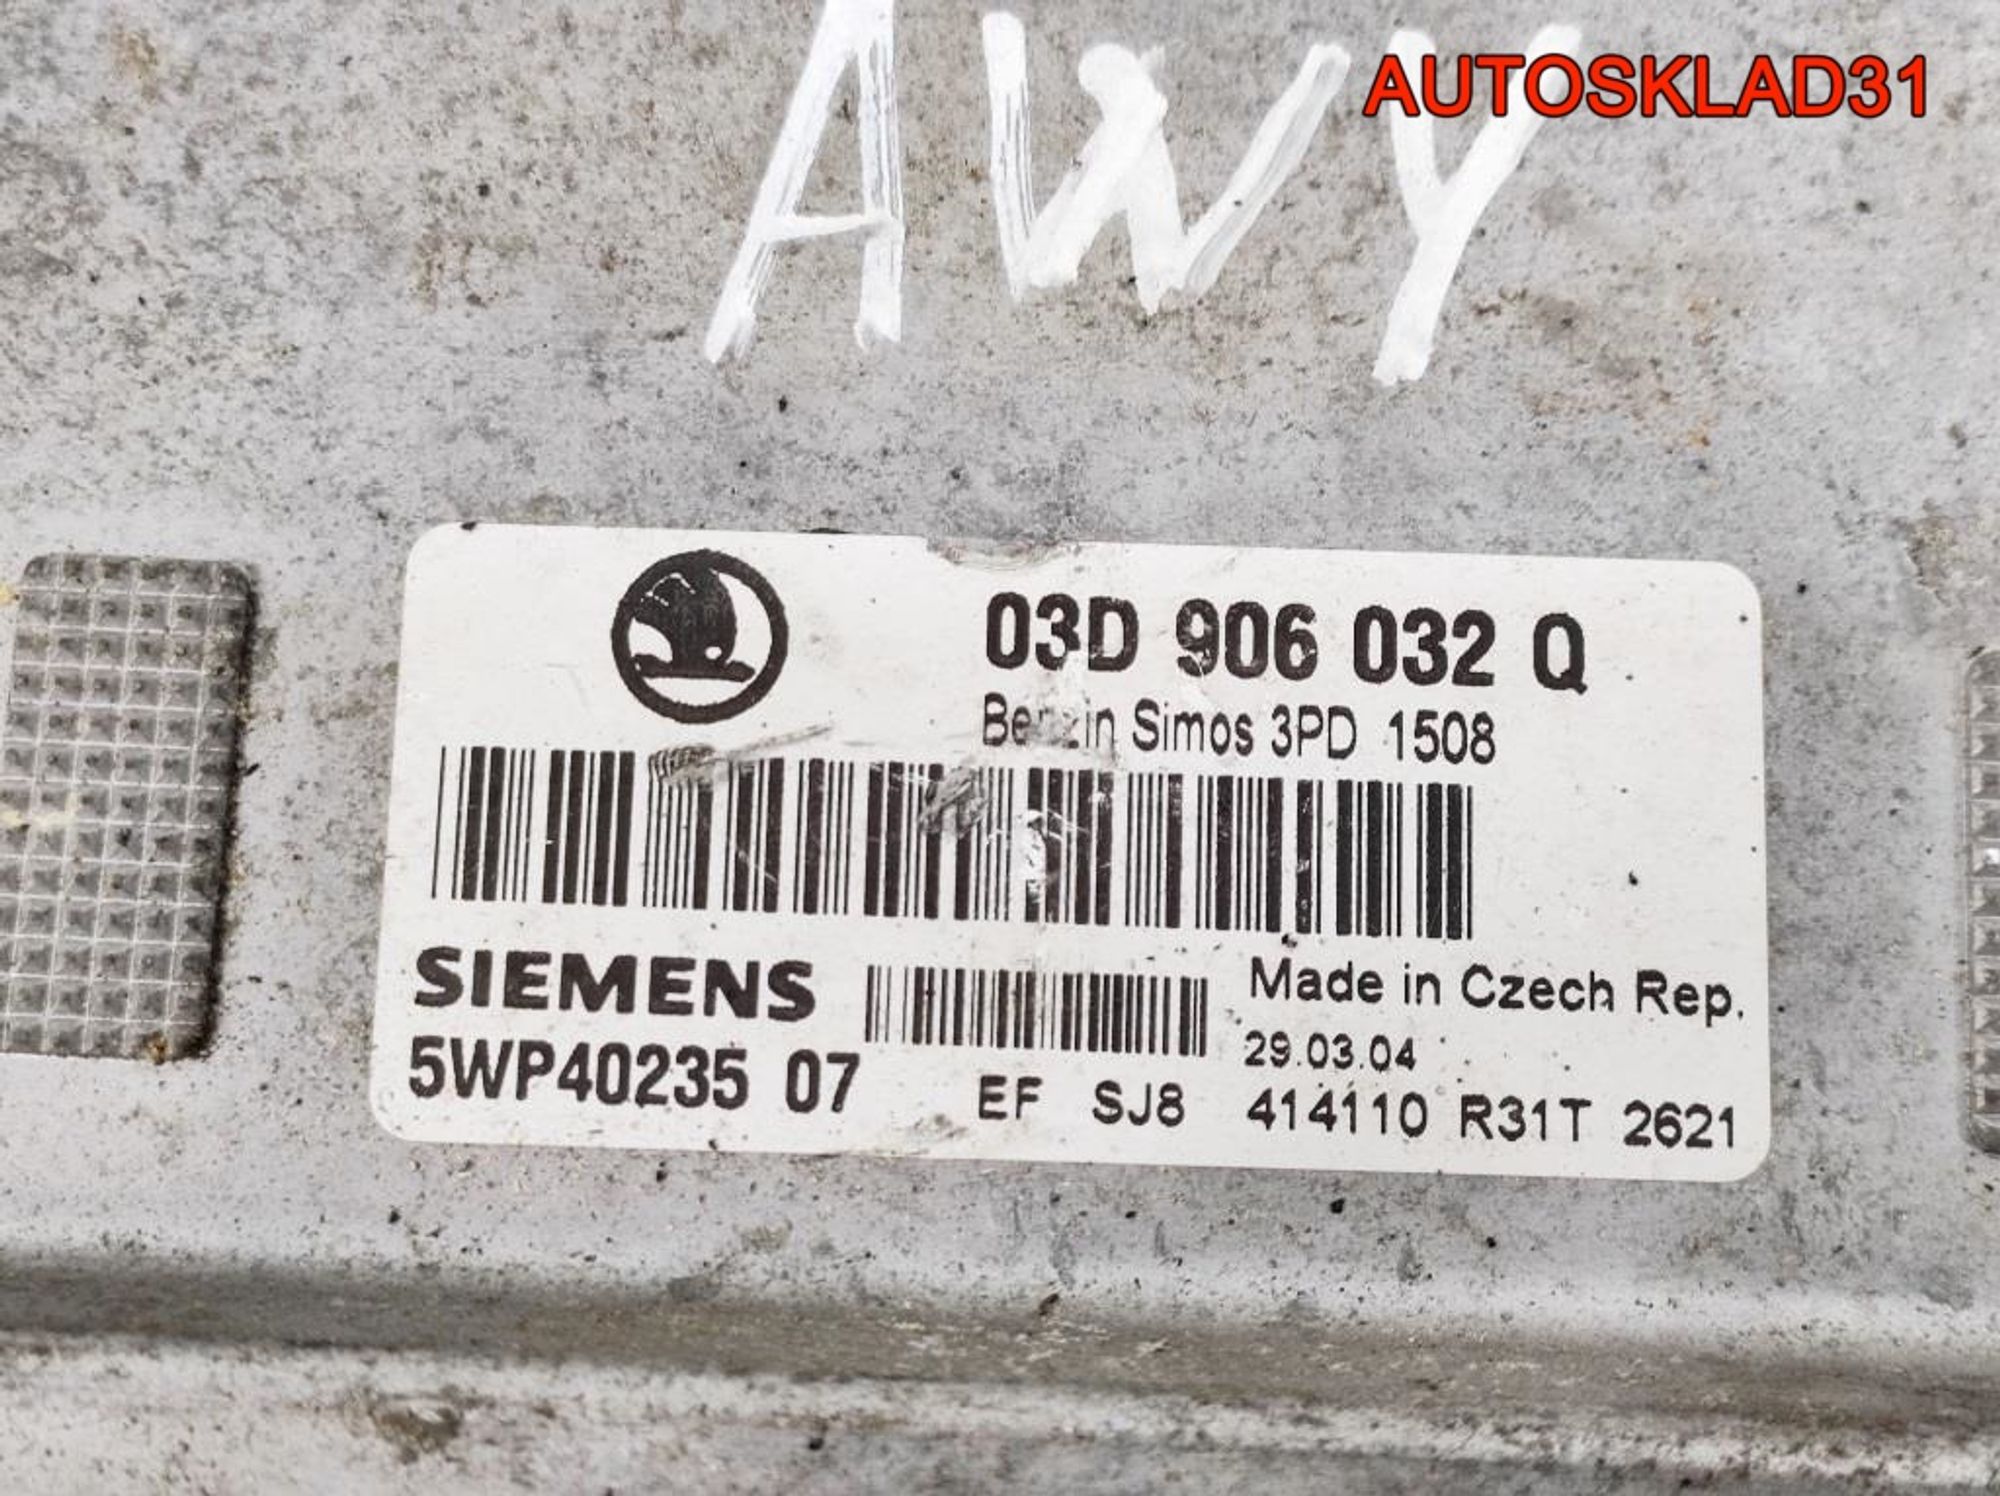 AWY
AUTOSKLAD31
03D 906 032 Q
Benzin Simos 3PD 1508
SIEMENS
Made in Czech Rep.
29.03.04
5WP40235 07
EF SJ8 414110 R31T 2621